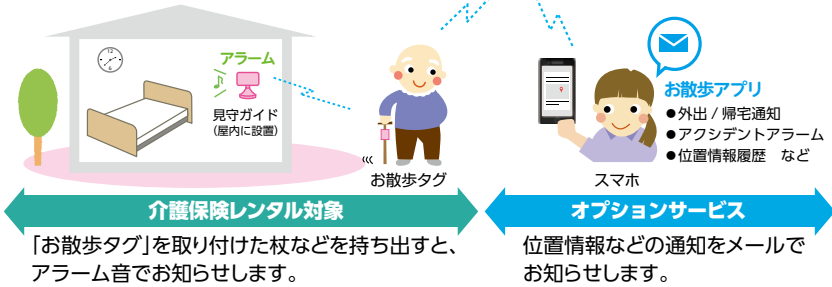 12
6
アラーム
見守ガイド
(屋内に設置)
お散歩タグ
お散歩アプリ
●外出 / 帰宅通知
●アクシデントアラーム
●位置情報履歴 など
スマホ
介護保険レンタル対象
「お散歩タグ」を取り付けた杖などを持ち出すと、
アラーム音でお知らせします。
オプションサービス
位置情報などの通知をメールで
お知らせします。